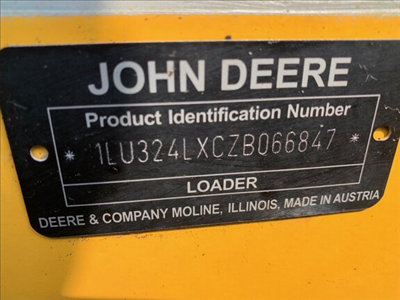 JOHN DEERE
Product Identification Number
* 1LU324LXCZB066847 *
LOADER
DEERE & COMPANY MOLINE, ILLINOIS, MADE IN AUSTRIA